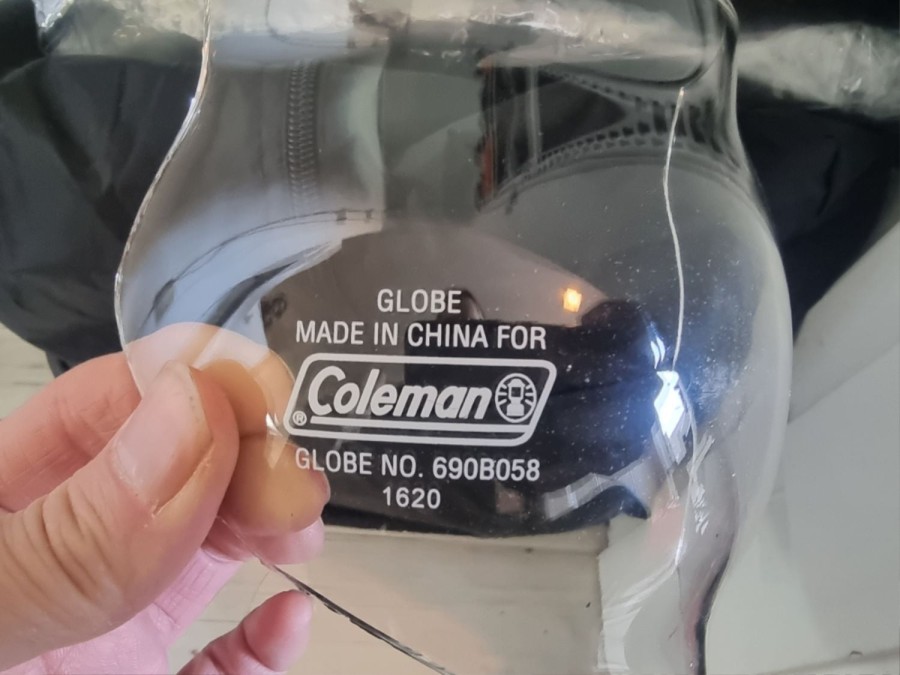 GLOBE
MADE IN CHINA FOR
® Coleman
GLOBE NO. 690B058
1620